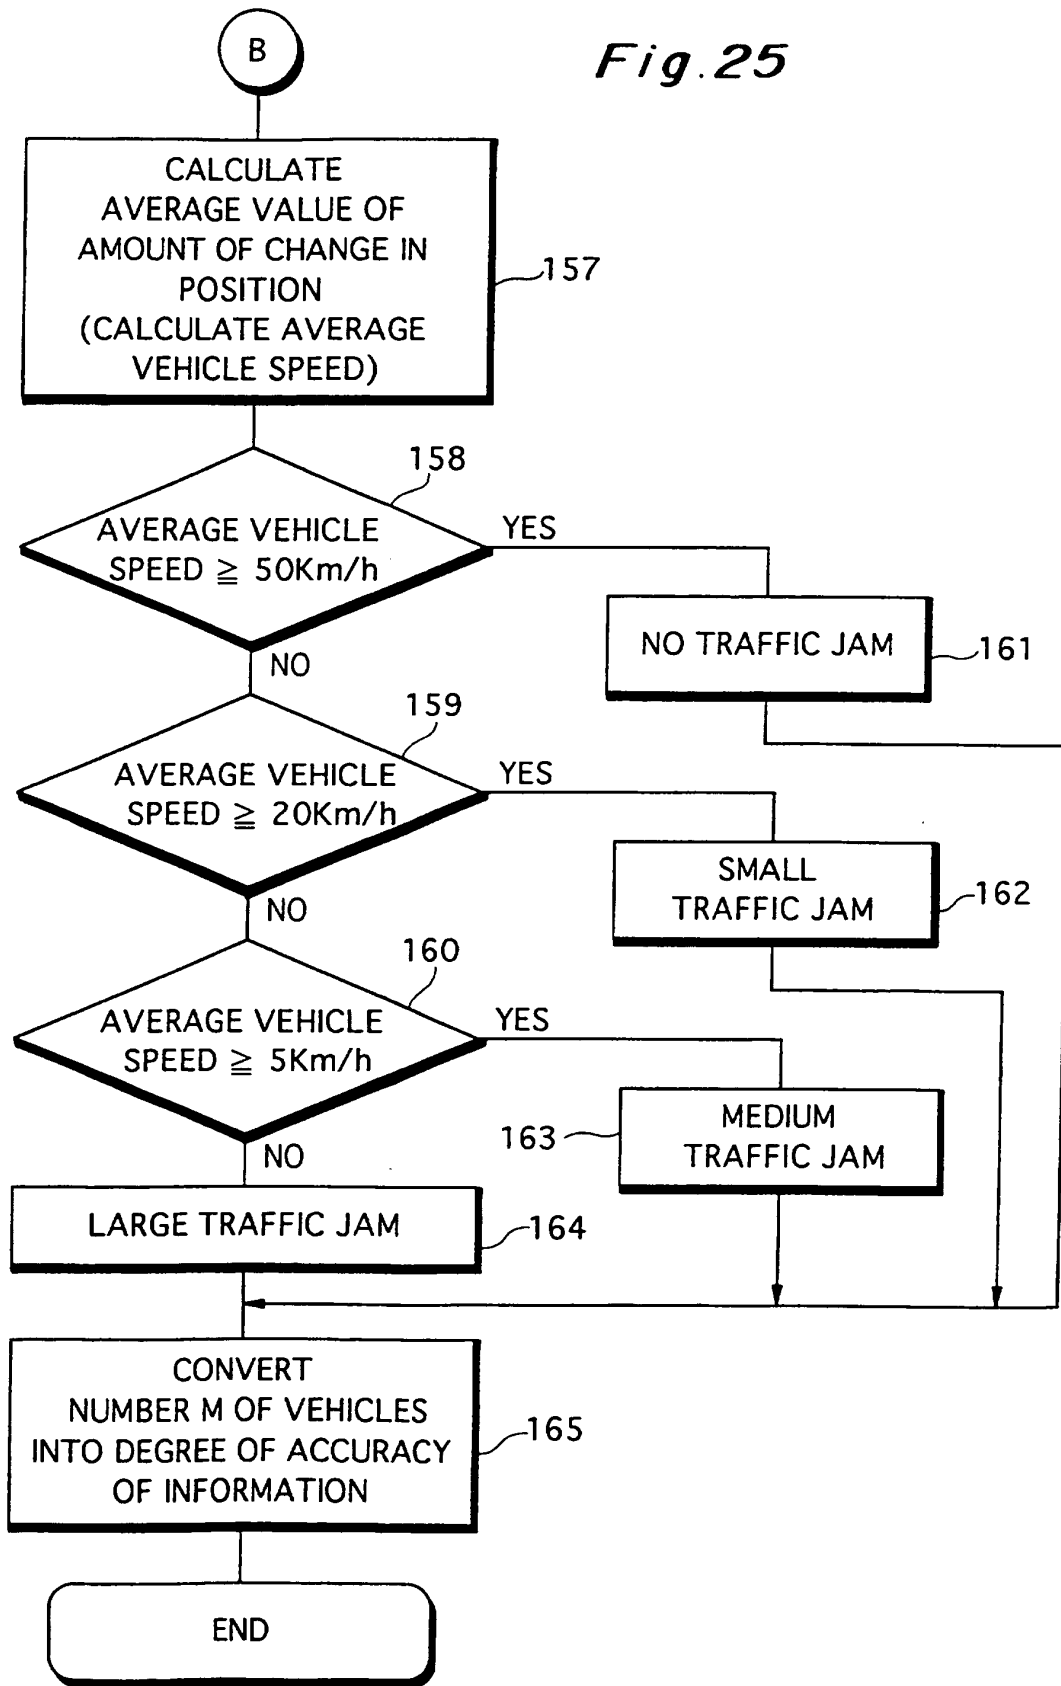 B
Fig.25
CALCULATE
AVERAGE VALUE OF
AMOUNT OF CHANGE IN
POSITION
(CALCULATE AVERAGE
VEHICLE SPEED)
157
158
AVERAGE VEHICLE
SPEED ≧ 50Km/h
YES
NO
NO TRAFFIC JAM
161
159
AVERAGE VEHICLE
SPEED ≧ 20Km/h
YES
NO
SMALL
TRAFFIC JAM
162
160
AVERAGE VEHICLE
SPEED ≧ 5Km/h
YES
NO
MEDIUM
TRAFFIC JAM
163
LARGE TRAFFIC JAM
164
CONVERT
NUMBER M OF VEHICLES
INTO DEGREE OF ACCURACY
OF INFORMATION
165
END